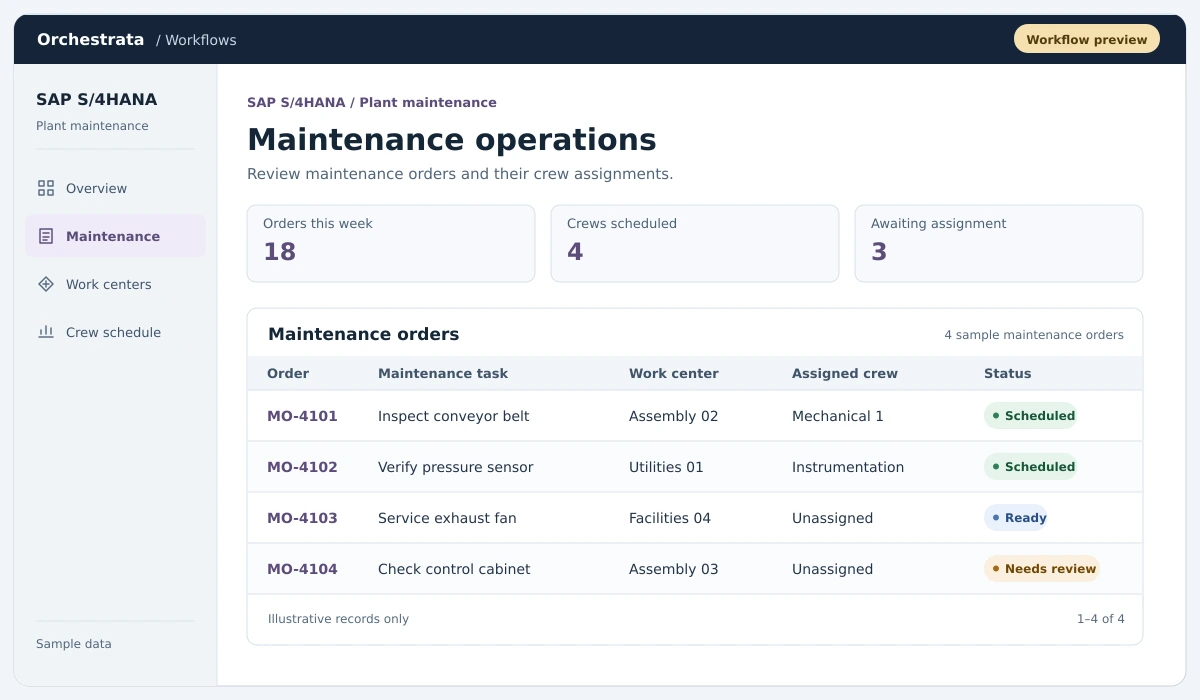 Orchestrata / Workflows
Workflow preview
SAP S/4HANA
Plant maintenance
Overview
Maintenance
Work centers
Crew schedule
Sample data
SAP S/4HANA / Plant maintenance
Maintenance operations
Review maintenance orders and their crew assignments.
Orders this week
18
Crews scheduled
4
Awaiting assignment
3
Maintenance orders
4 sample maintenance orders
Order Maintenance task Work center Assigned crew Status
MO-4101 Inspect conveyor belt Assembly 02 Mechanical 1 Scheduled
MO-4102 Verify pressure sensor Utilities 01 Instrumentation Scheduled
MO-4103 Service exhaust fan Facilities 04 Unassigned Ready
MO-4104 Check control cabinet Assembly 03 Unassigned Needs review
Illustrative records only
1–4 of 4